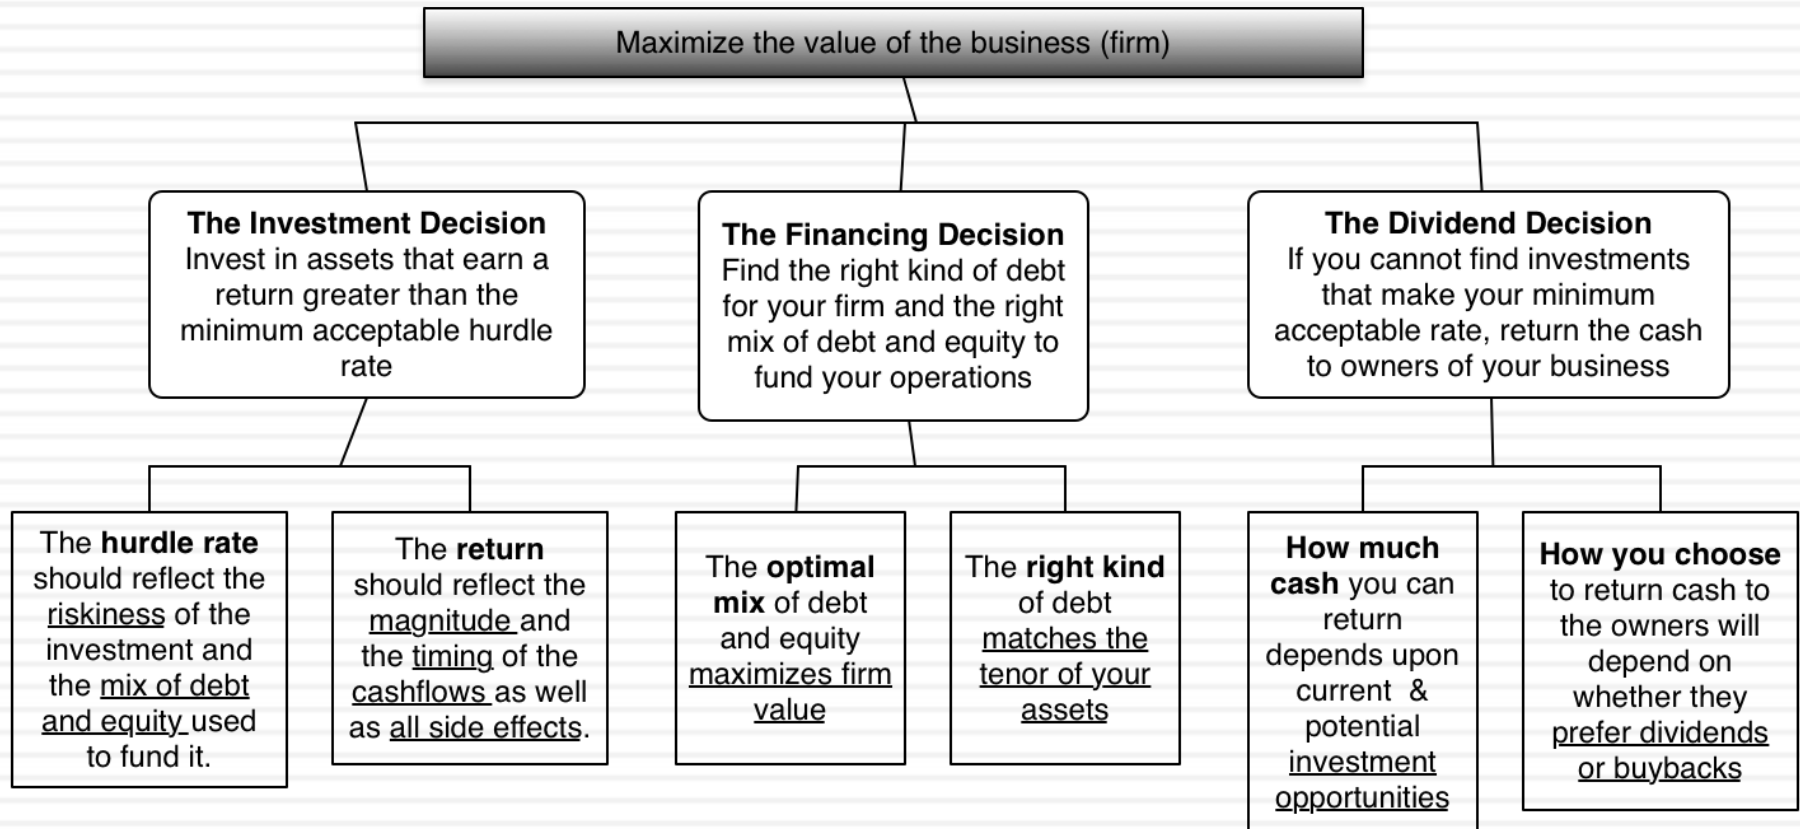 Maximize the value of the business (firm)
The Investment Decision
Invest in assets that earn a
return greater than the
minimum acceptable hurdle
rate
The Financing Decision
Find the right kind of debt
for your firm and the right
mix of debt and equity to
fund your operations
The Dividend Decision
If you cannot find investments
that make your minimum
acceptable rate, return the cash
to owners of your business
The hurdle rate
should reflect the
riskiness of the
investment and
the mix of debt
and equity used
to fund it.
The return
should reflect the
magnitude and
the timing of the
cashflows as well
as all side effects.
The optimal
mix of debt
and equity
maximizes firm
value
The right kind
of debt
matches the
tenor of your
assets
How much
cash you can
return
depends upon
current & 
potential
investment
opportunities
How you choose
to return cash to
the owners will
depend on
whether they
prefer dividends
or buybacks